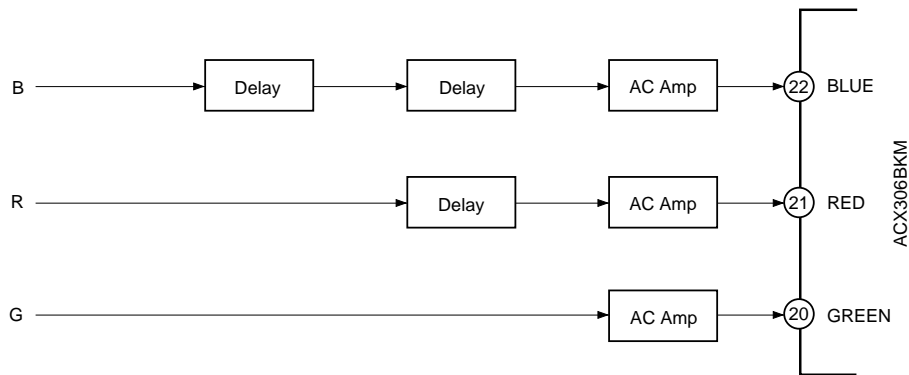 B
Delay
Delay
AC Amp
22
BLUE
R
Delay
AC Amp
21
RED
G
AC Amp
20
GREEN
ACX306BKM